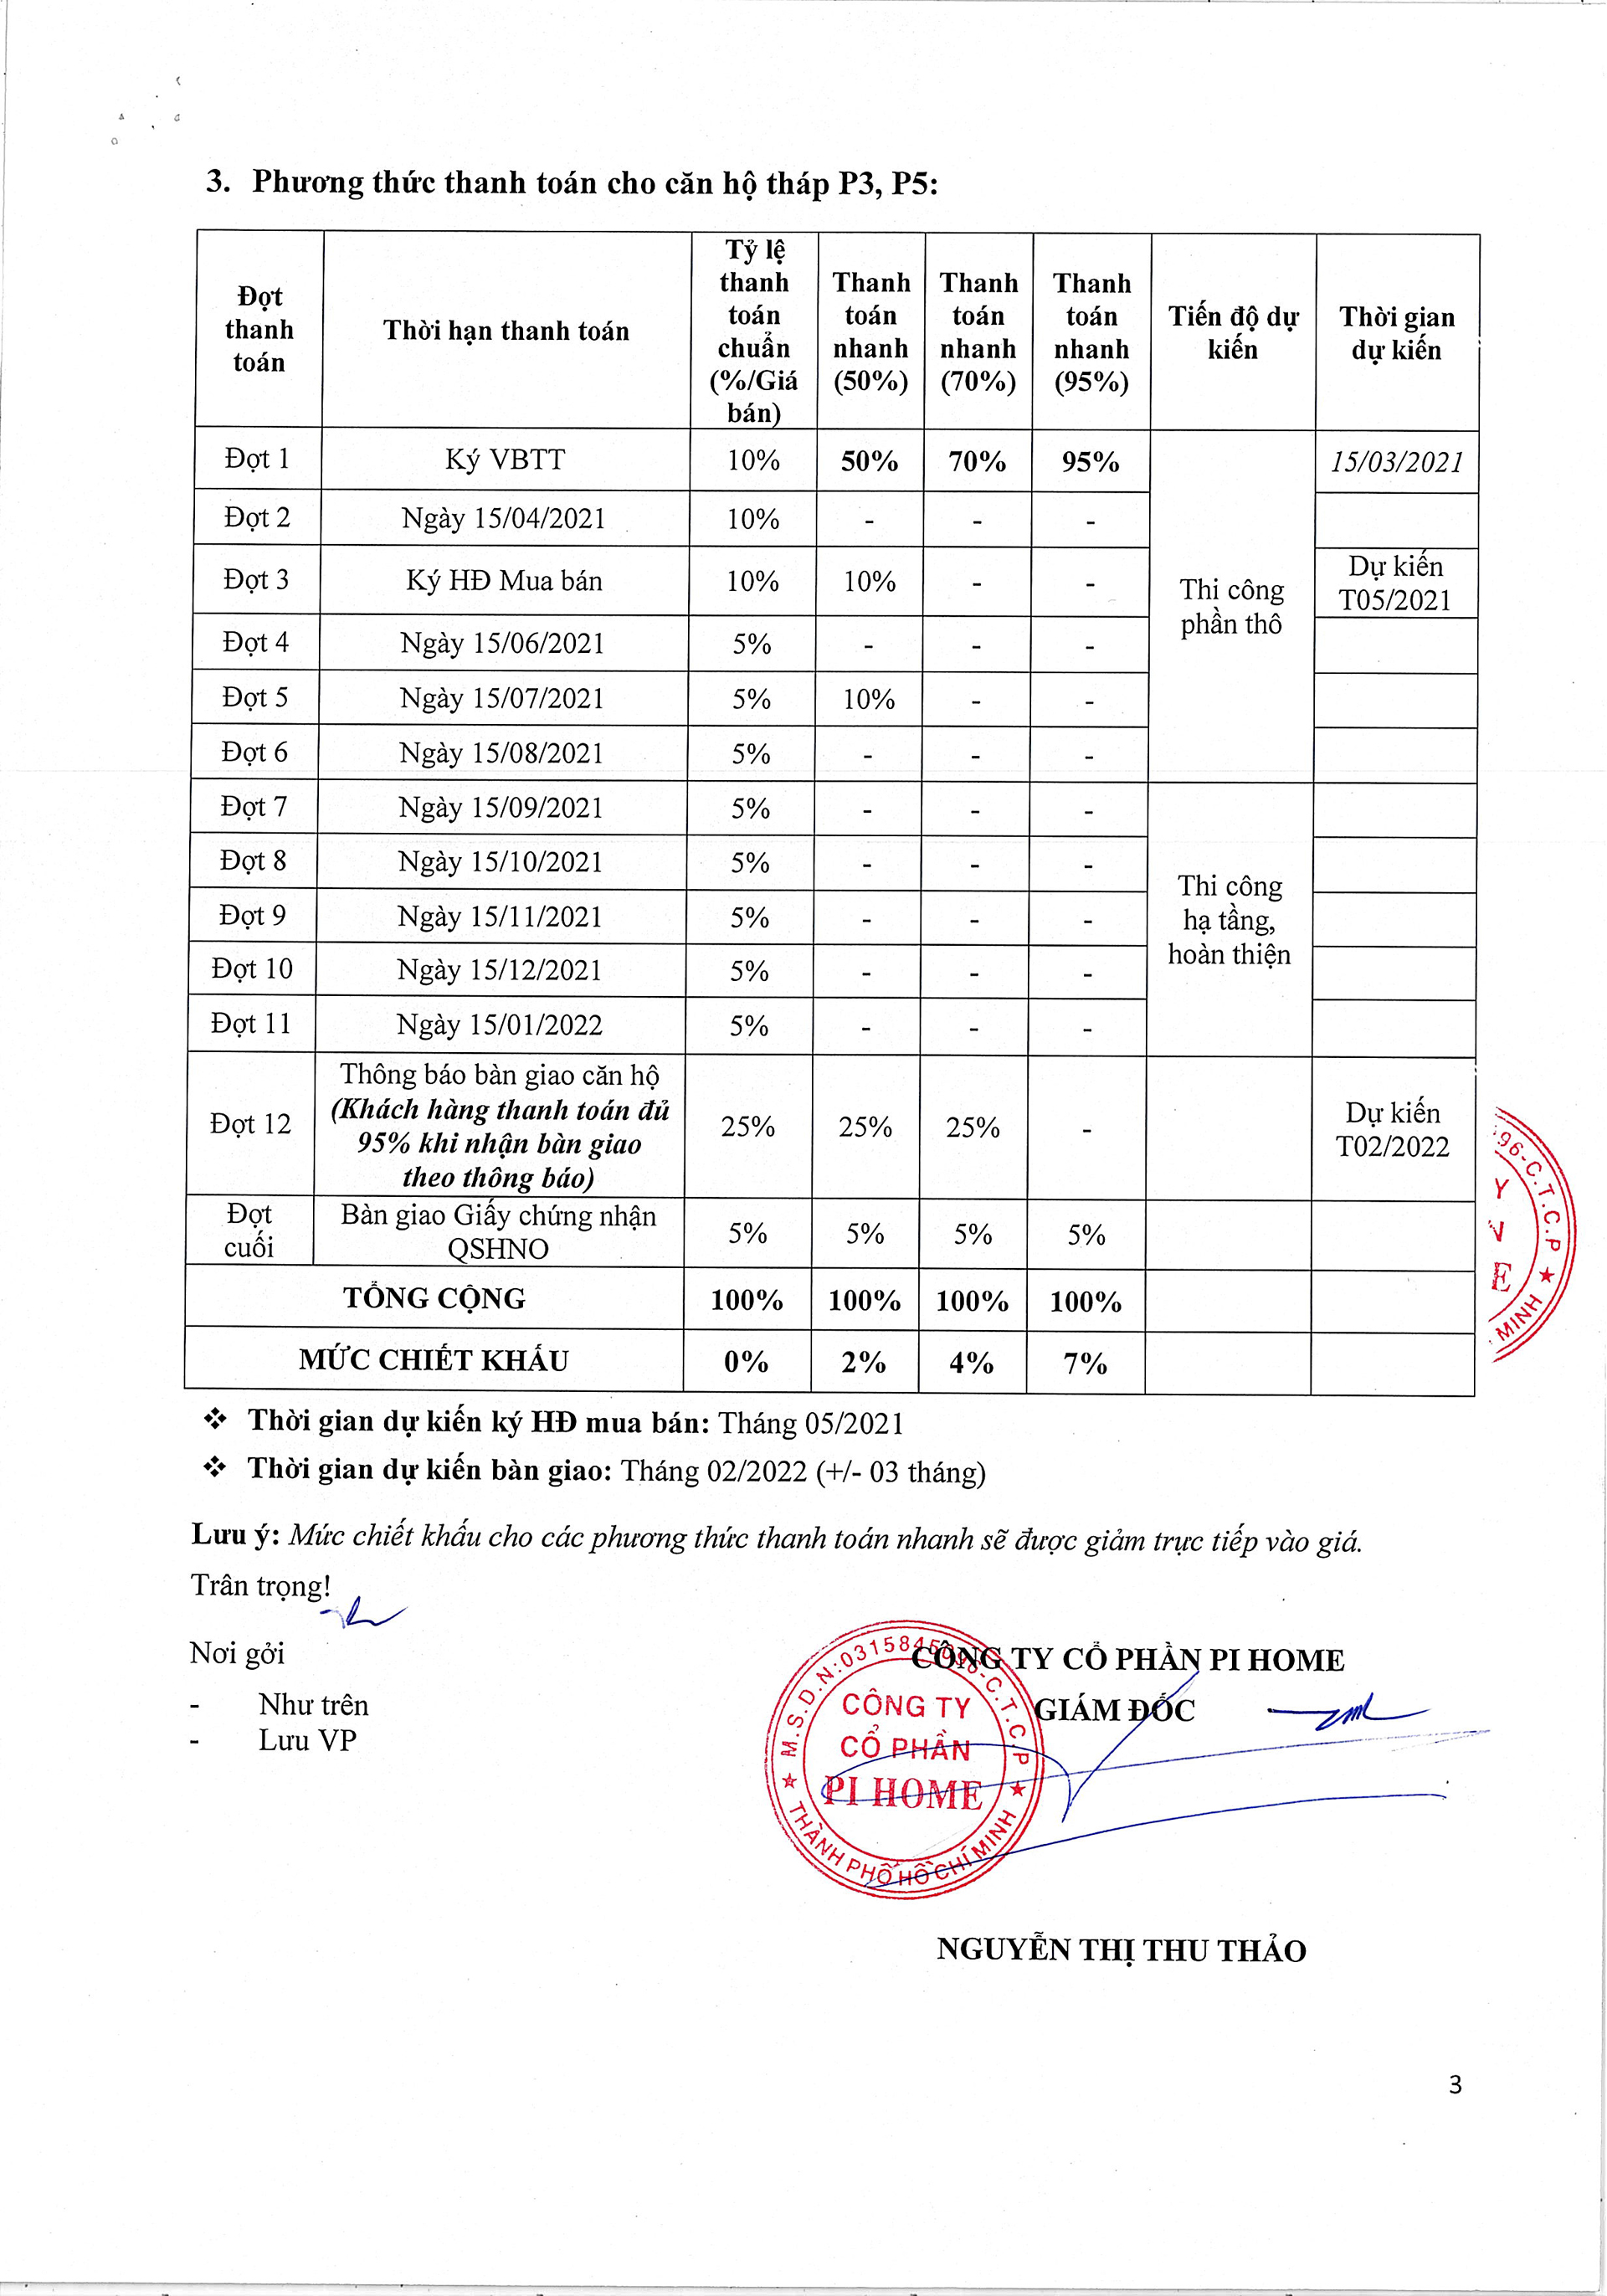 3. Phương thức thanh toán cho căn hộ tháp P3, P5:
Đợt thanh toán | Thời hạn thanh toán | Tỷ lệ thanh toán chuẩn (%/Giá bán) | Thanh toán nhanh (50%) | Thanh toán nhanh (70%) | Thanh toán nhanh (95%) | Tiến độ dự kiến | Thời gian dự kiến
Đợt 1 | Ký VBTT | 10% | 50% | 70% | 95% | Thi công phần thô | 15/03/2021
Đợt 2 | Ngày 15/04/2021 | 10% | - | - | -
Đợt 3 | Ký HĐ Mua bán | 10% | 10% | - | - | Dự kiến T05/2021
Đợt 4 | Ngày 15/06/2021 | 5% | - | - | -
Đợt 5 | Ngày 15/07/2021 | 5% | 10% | - | -
Đợt 6 | Ngày 15/08/2021 | 5% | - | - | -
Đợt 7 | Ngày 15/09/2021 | 5% | - | - | - | Thi công hạ tầng, hoàn thiện
Đợt 8 | Ngày 15/10/2021 | 5% | - | - | -
Đợt 9 | Ngày 15/11/2021 | 5% | - | - | -
Đợt 10 | Ngày 15/12/2021 | 5% | - | - | -
Đợt 11 | Ngày 15/01/2022 | 5% | - | - | -
Đợt 12 | Thông báo bàn giao căn hộ (Khách hàng thanh toán đủ 95% khi nhận bàn giao theo thông báo) | 25% | 25% | 25% | - | Dự kiến T02/2022
Đợt cuối | Bàn giao Giấy chứng nhận QSHNO | 5% | 5% | 5% | 5%
TỔNG CỘNG | 100% | 100% | 100% | 100%
MỨC CHIẾT KHẤU | 0% | 2% | 4% | 7%
96-C.T.C.P ★ MINH
Y
V
E
❖ Thời gian dự kiến ký HĐ mua bán: Tháng 05/2021
❖ Thời gian dự kiến bàn giao: Tháng 02/2022 (+/- 03 tháng)
Lưu ý: Mức chiết khấu cho các phương thức thanh toán nhanh sẽ được giảm trực tiếp vào giá.
Trân trọng!
Nơi gởi
- Như trên
- Lưu VP
CÔNG TY CỔ PHẦN PI HOME
GIÁM ĐỐC
M.S.D.N:0315845096-C.T.C.P
CÔNG TY
CỔ PHẦN
PI HOME
★ THÀNH PHỐ HỒ CHÍ MINH ★
NGUYỄN THỊ THU THẢO
3